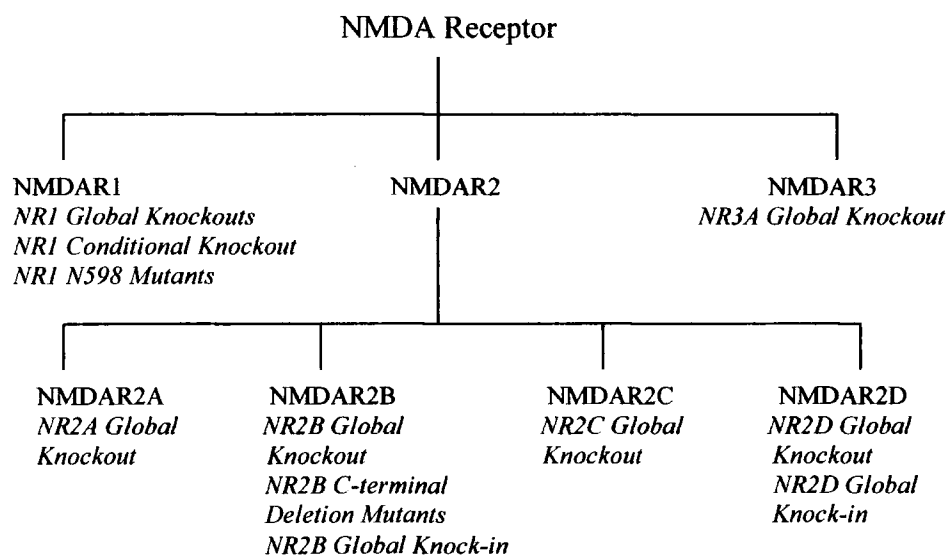 NMDA Receptor
NMDAR1
NR1 Global Knockouts
NR1 Conditional Knockout
NR1 N598 Mutants
NMDAR2
NMDAR3
NR3A Global Knockout
NMDAR2A
NR2A Global
Knockout
NMDAR2B
NR2B Global
Knockout
NR2B C-terminal
Deletion Mutants
NR2B Global Knock-in
NMDAR2C
NR2C Global
Knockout
NMDAR2D
NR2D Global
Knockout
NR2D Global
Knock-in